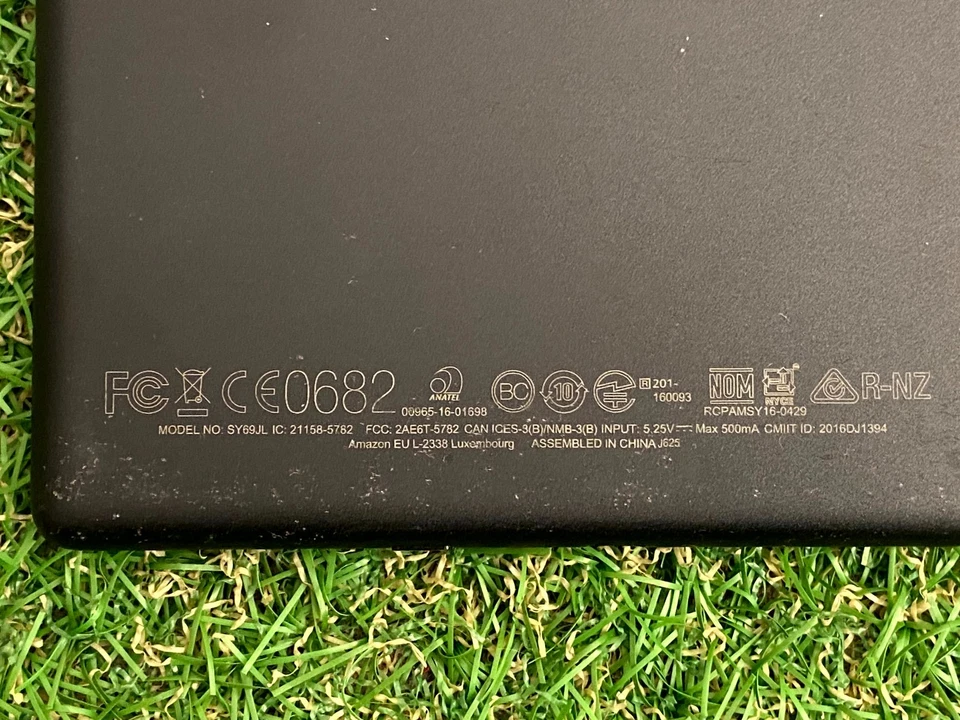 FC CE0682 ANATEL BC 10 R 201- NOM NYCE R-NZ
06965-16-01698 160093 RCPAMSY16-0429
MODEL NO: SY69JL IC: 21158-5782 FCC: 2AE6T-5782 CAN ICES-3(B)/NMB-3(B) INPUT: 5.25V Max 500mA CMIIT ID: 2016DJ1394
Amazon EU L-2338 Luxembourg ASSEMBLED IN CHINA J625